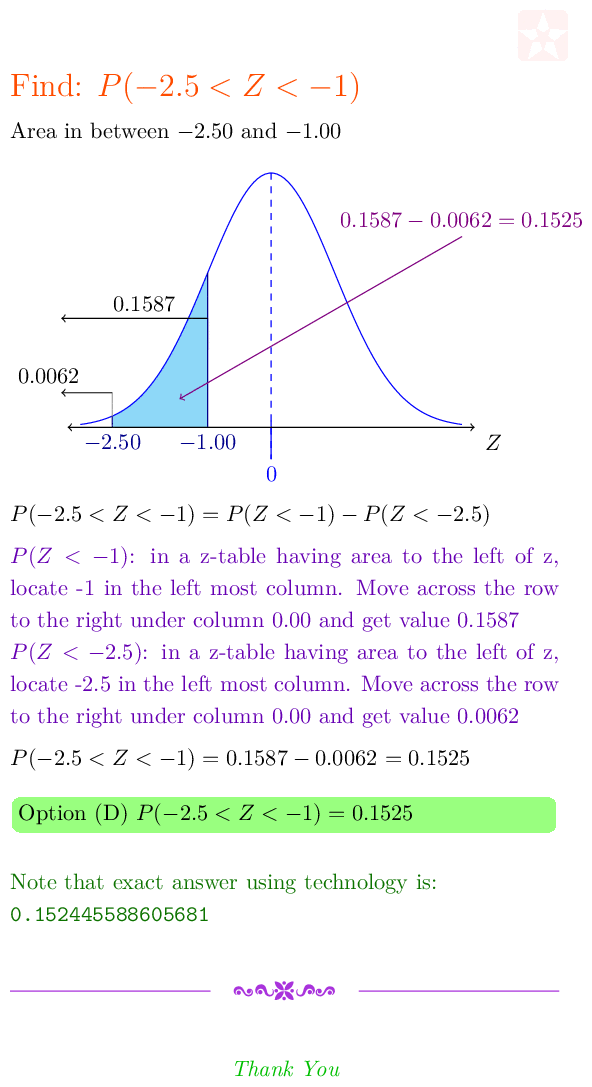 Find: P(−2.5 < Z < −1)
Area in between −2.50 and −1.00
0.1587 − 0.0062 = 0.1525
0.1587
0.0062
−2.50
−1.00
Z
0
P(−2.5 < Z < −1) = P(Z < −1) − P(Z < −2.5)
P(Z < −1): in a z-table having area to the left of z,
locate -1 in the left most column. Move across the row
to the right under column 0.00 and get value 0.1587
P(Z < −2.5): in a z-table having area to the left of z,
locate -2.5 in the left most column. Move across the row
to the right under column 0.00 and get value 0.0062
P(−2.5 < Z < −1) = 0.1587 − 0.0062 = 0.1525
Option (D) P(−2.5 < Z < −1) = 0.1525
Note that exact answer using technology is:
0.152445588605681
Thank You